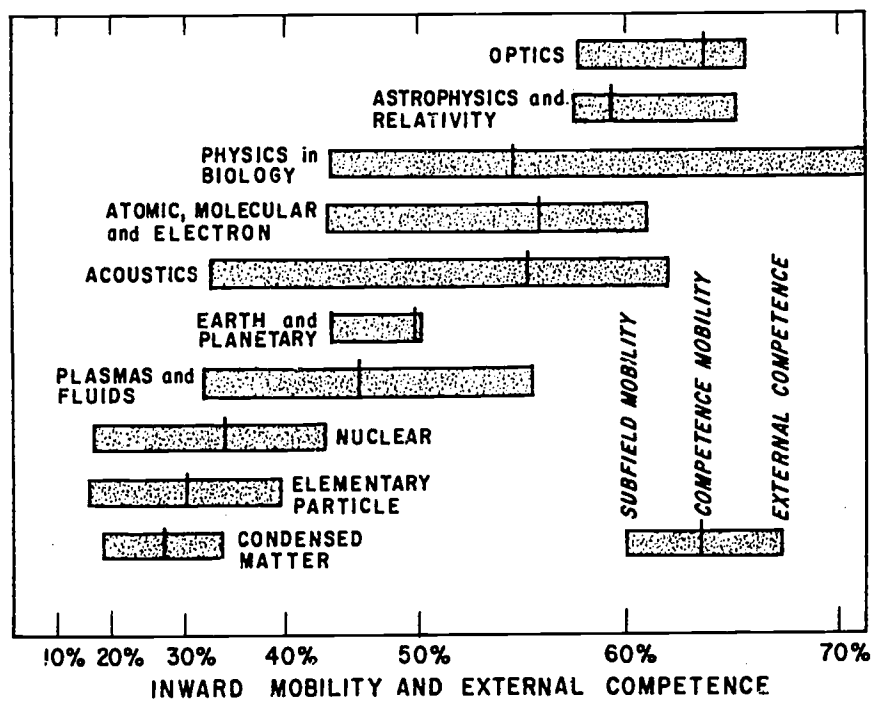 OPTICS
ASTROPHYSICS and
RELATIVITY
PHYSICS in
BIOLOGY
ATOMIC, MOLECULAR
and ELECTRON
ACOUSTICS
EARTH and
PLANETARY
PLASMAS and
FLUIDS
NUCLEAR
ELEMENTARY
PARTICLE
CONDENSED
MATTER
SUBFIELD MOBILITY
COMPETENCE MOBILITY
EXTERNAL COMPETENCE
10% 20% 30% 40% 50% 60% 70%
INWARD MOBILITY AND EXTERNAL COMPETENCE